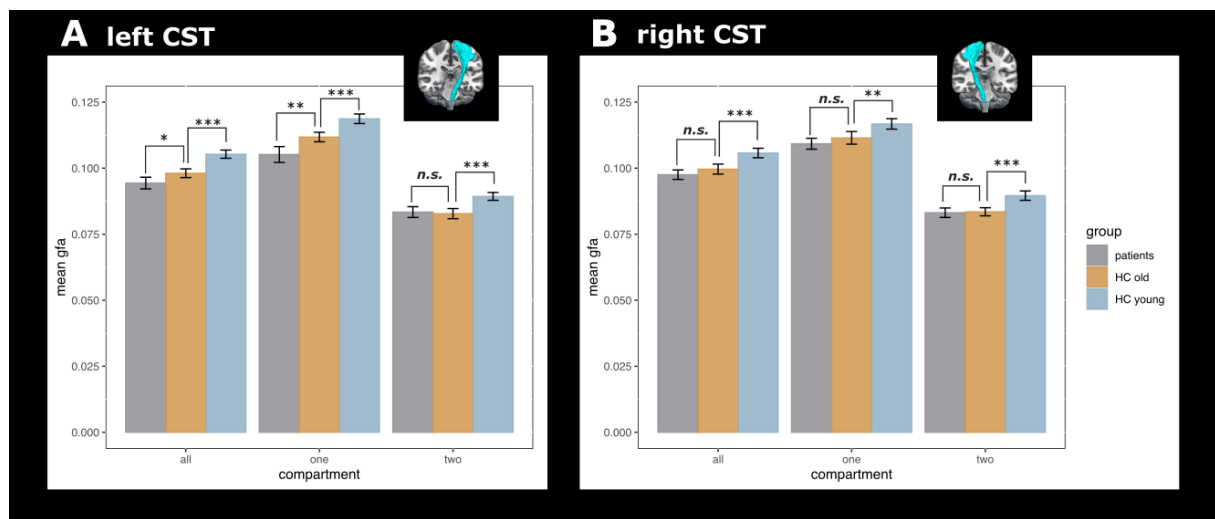 A left CST
B right CST
mean gfa
0.125
0.100
0.075
0.050
0.025
0.000
*
***
**
***
n.s.
***
all
one
two
compartment
mean gfa
0.125
0.100
0.075
0.050
0.025
0.000
n.s.
***
n.s.
**
n.s.
***
all
one
two
compartment
group
patients
HC old
HC young